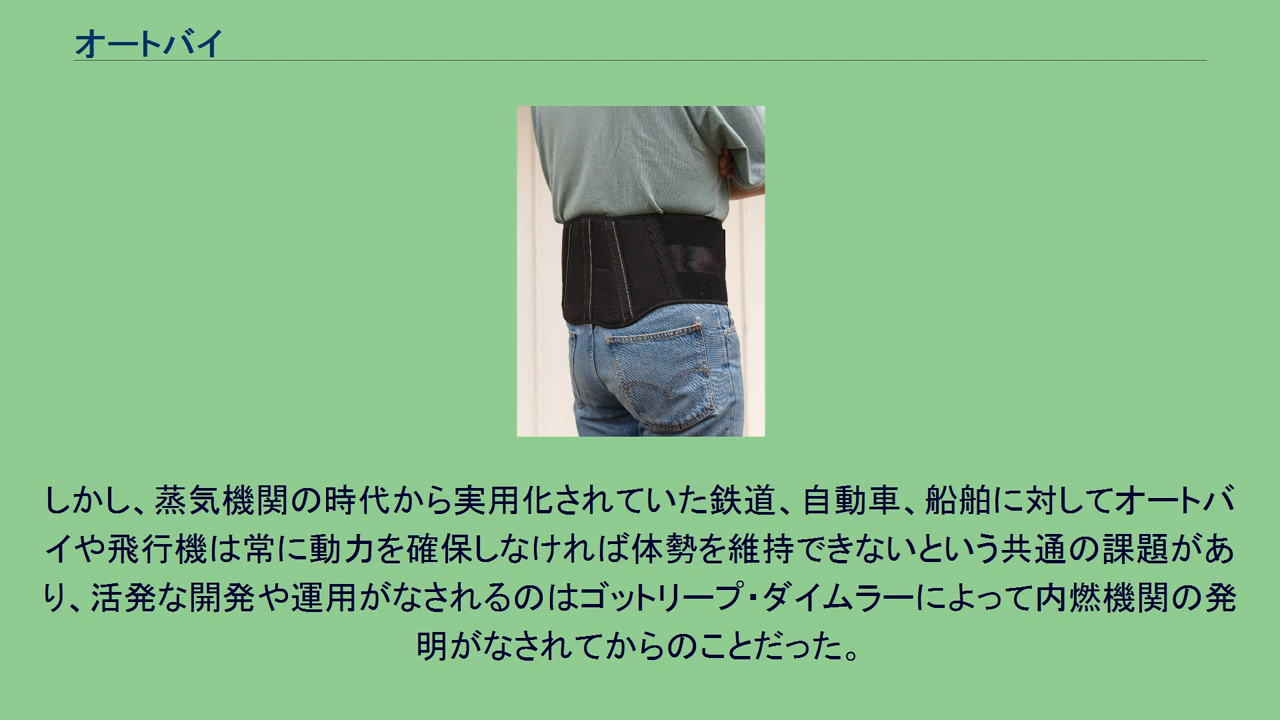 オートバイ
しかし、蒸気機関の時代から実用化されていた鉄道、自動車、船舶に対してオートバ
イや飛行機は常に動力を確保しなければ体勢を維持できないという共通の課題があ
り、活発な開発や運用がなされるのはゴットリープ・ダイムラーによって内燃機関の発
明がなされてからのことだった。